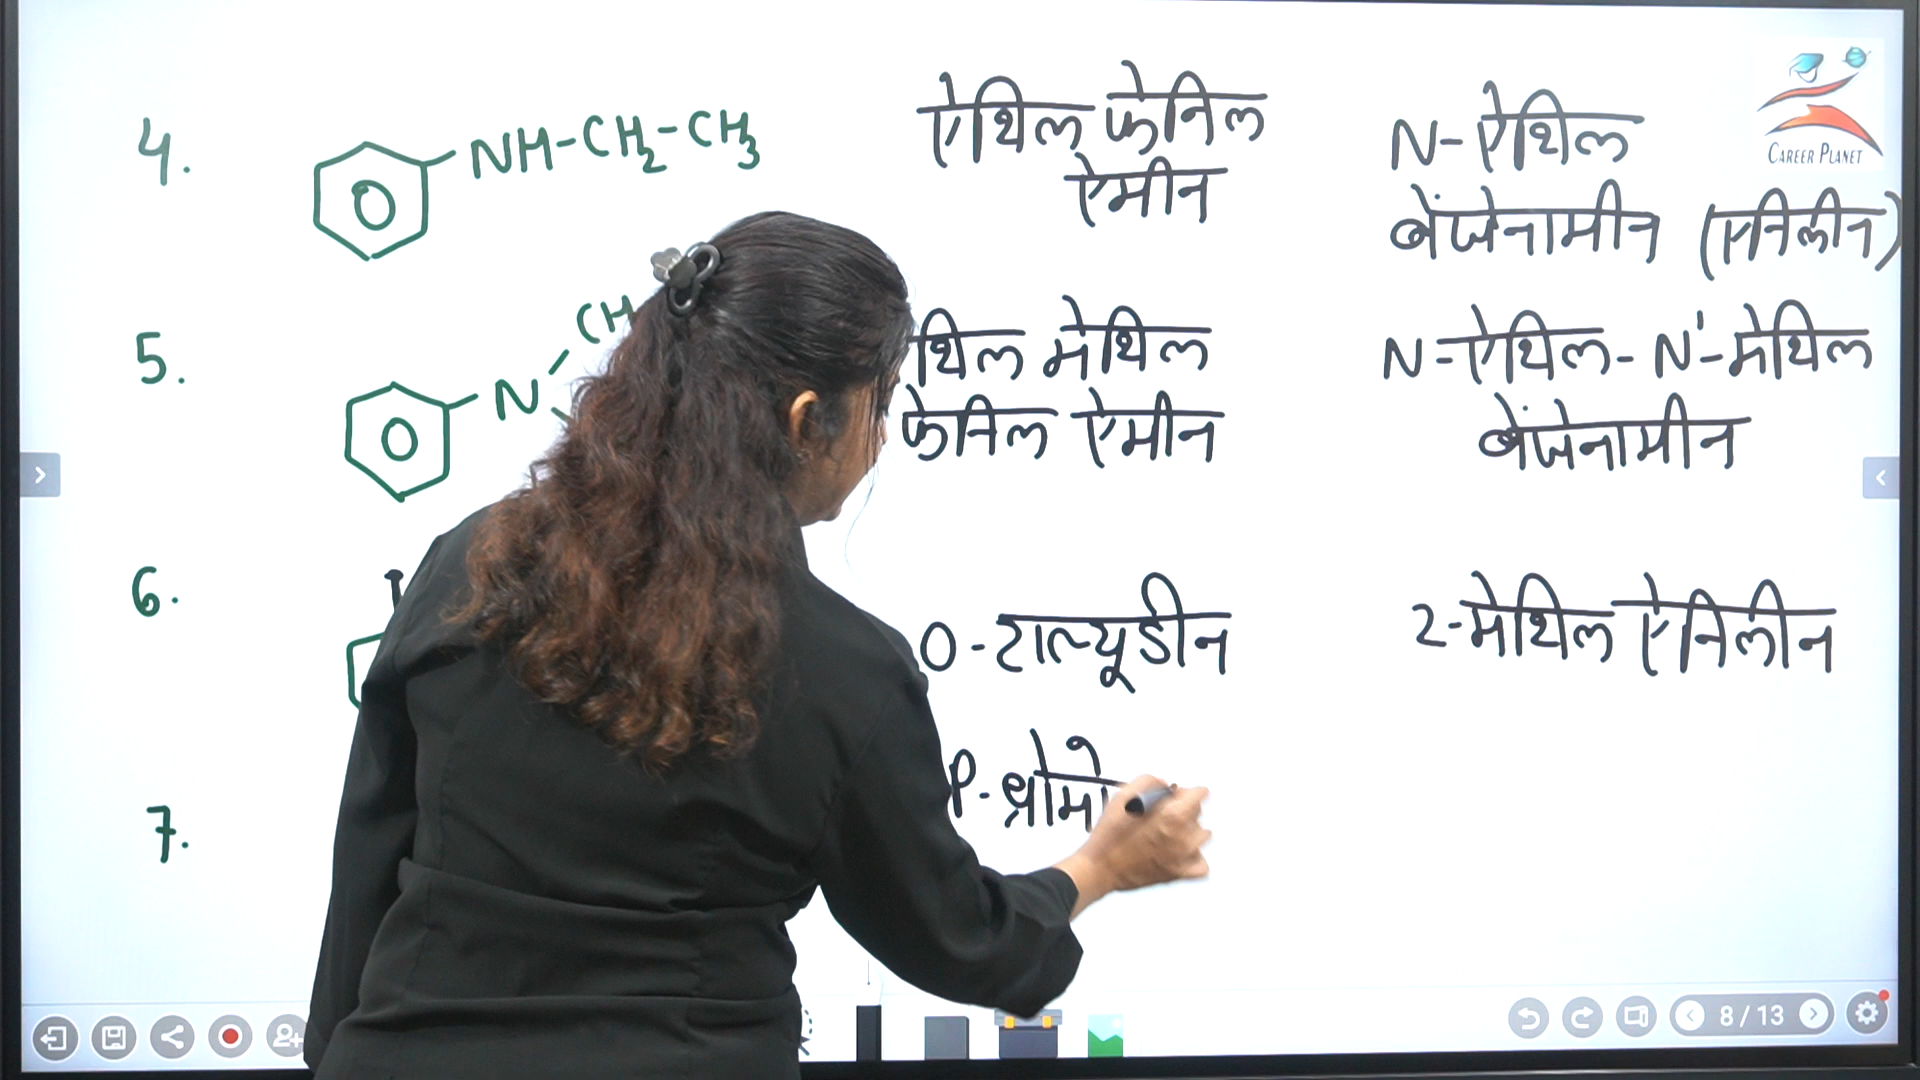 4.
NH-CH₂-CH₃
ऐथिल फेनिल
ऐमीन
N-ऐथिल
बेंजेनामीन (एनिलीन)
CAREER PLANET
5.
N
CH
थिल मेथिल
फेनिल ऐमीन
N-ऐथिल-N'-मेथिल
बेंजेनामीन
6.
O-टाल्यूडीन
2-मेथिल ऐनिलीन
7.
P-ब्रोमो
8/13